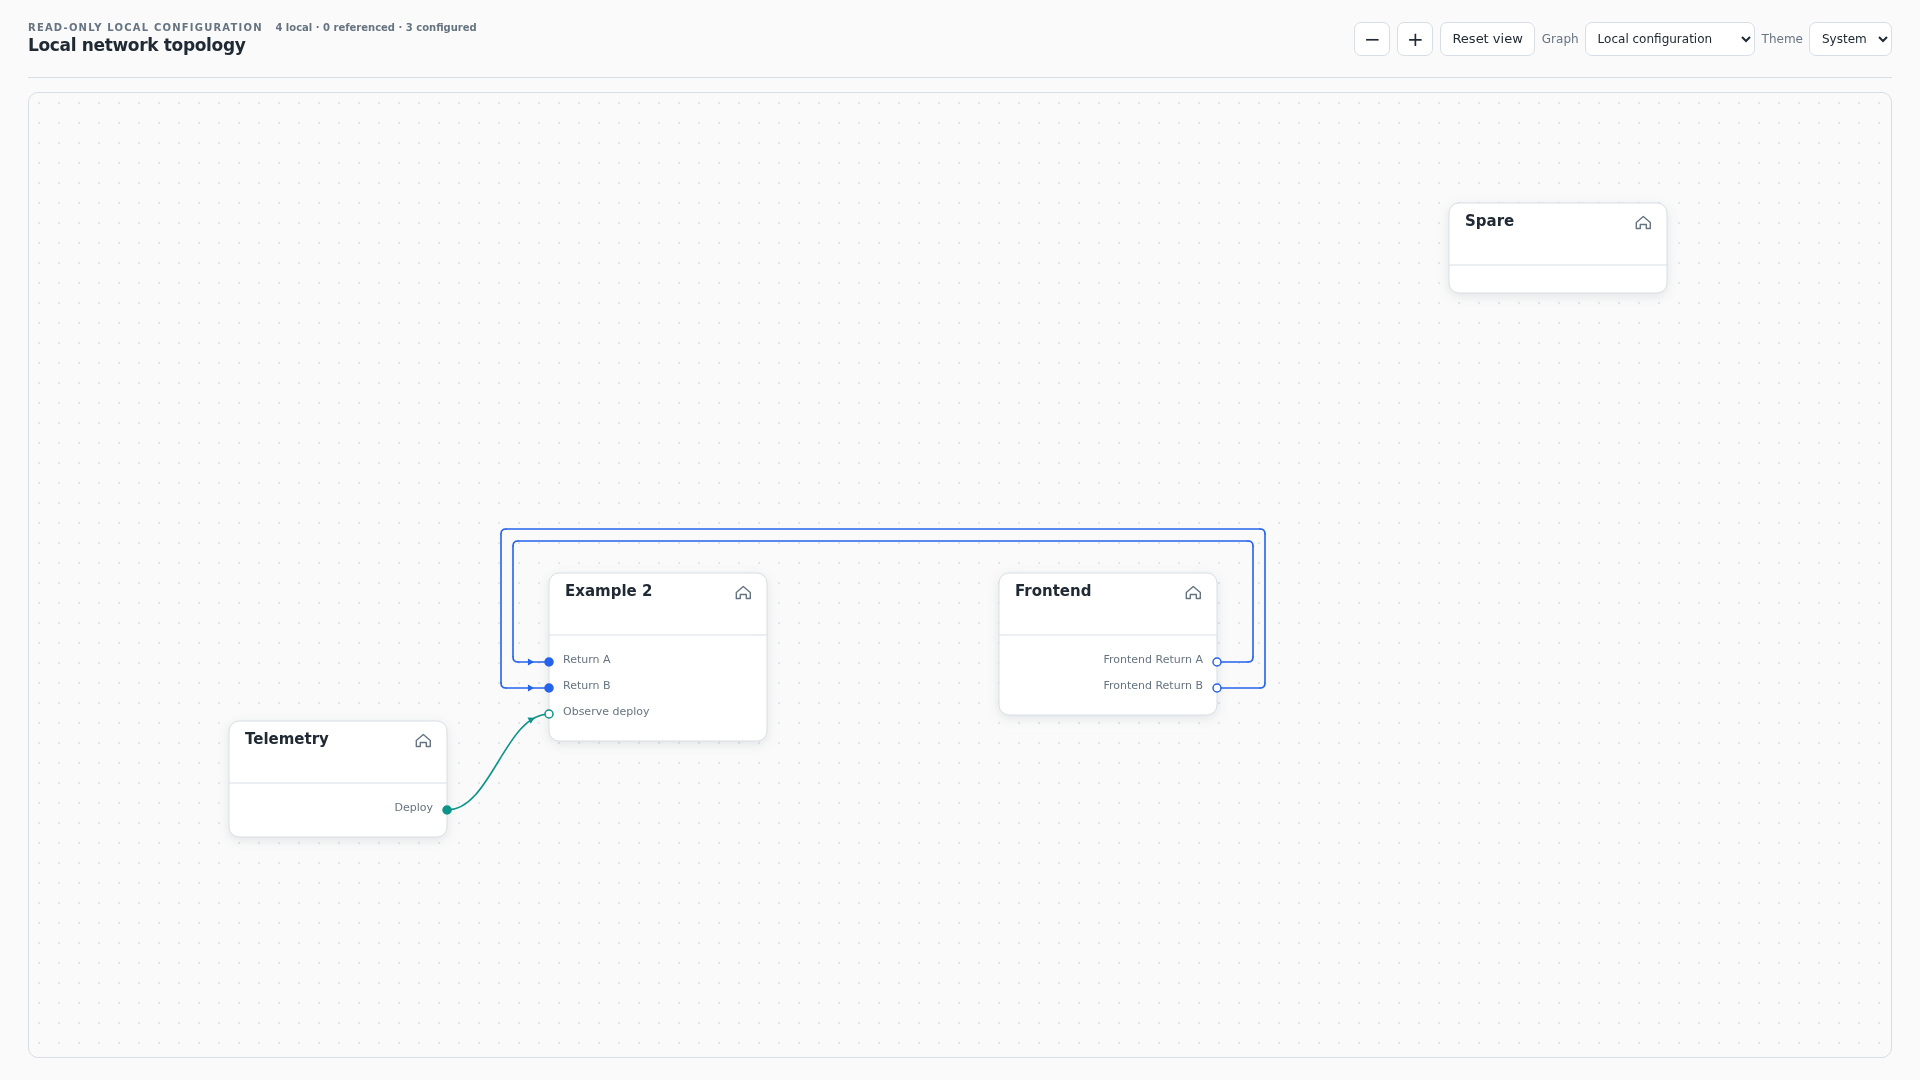 READ-ONLY LOCAL CONFIGURATION 4 local · 0 referenced · 3 configured
Local network topology
− + Reset view Graph Local configuration Theme System
Spare
Example 2
Return A
Return B
Observe deploy
Frontend
Frontend Return A
Frontend Return B
Telemetry
Deploy